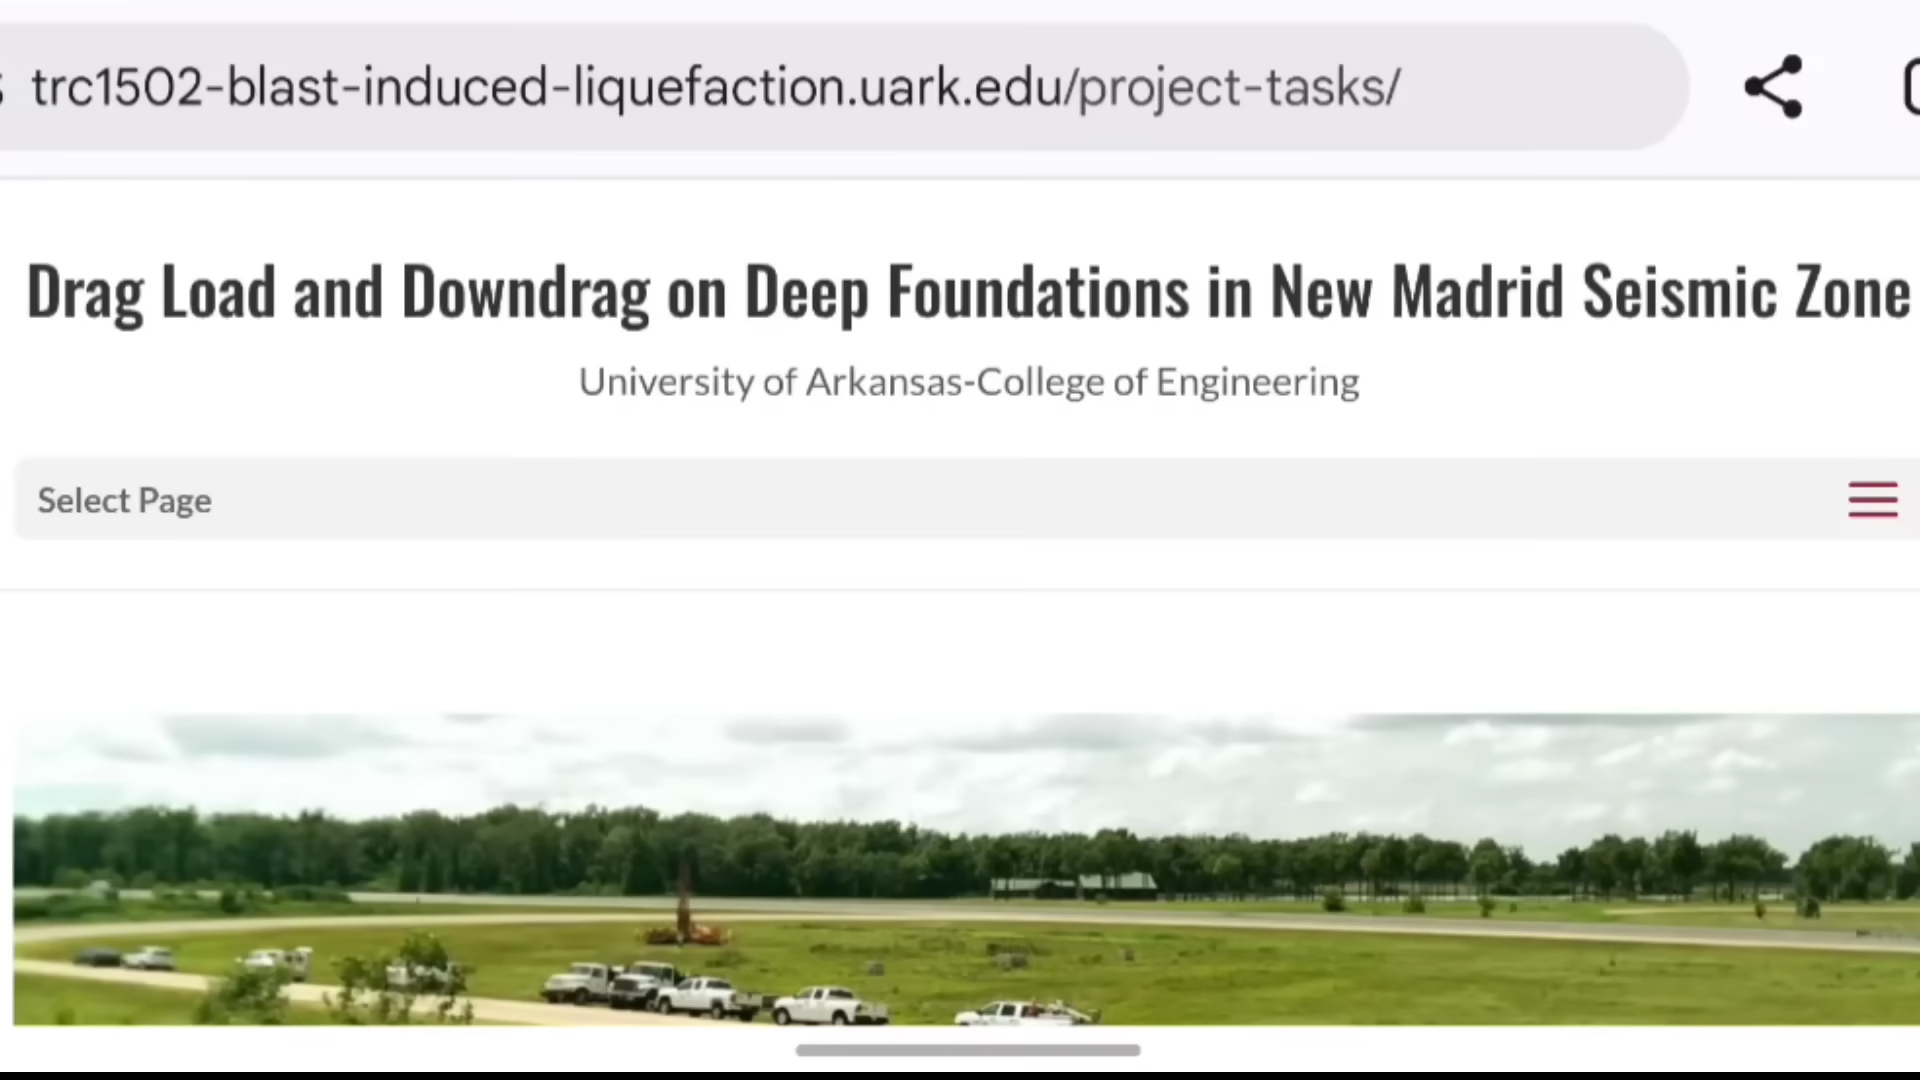 trc1502-blast-induced-liquefaction.uark.edu/project-tasks/
Drag Load and Downdrag on Deep Foundations in New Madrid Seismic Zone
University of Arkansas-College of Engineering
Select Page